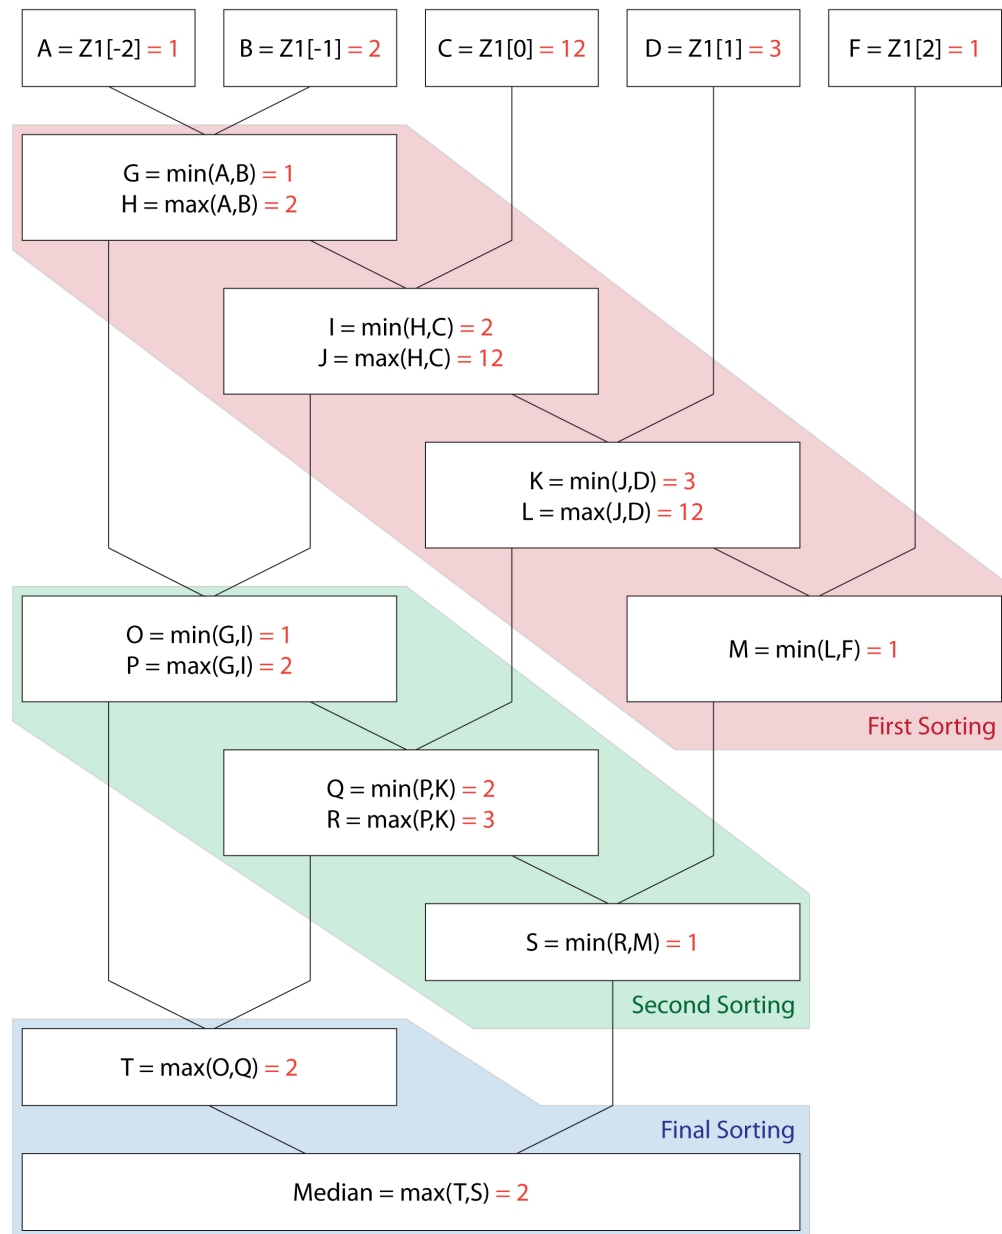 A = Z1[-2] = 1
B = Z1[-1] = 2
C = Z1[0] = 12
D = Z1[1] = 3
F = Z1[2] = 1
G = min(A,B) = 1
H = max(A,B) = 2
I = min(H,C) = 2
J = max(H,C) = 12
K = min(J,D) = 3
L = max(J,D) = 12
O = min(G,I) = 1
P = max(G,I) = 2
M = min(L,F) = 1
First Sorting
Q = min(P,K) = 2
R = max(P,K) = 3
S = min(R,M) = 1
Second Sorting
T = max(O,Q) = 2
Final Sorting
Median = max(T,S) = 2